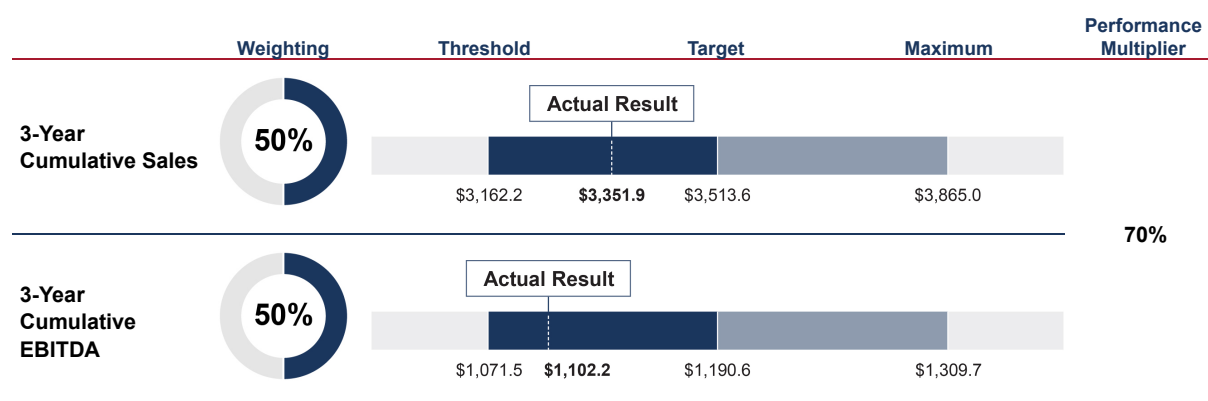 Weighting Threshold Target Maximum Performance
Multiplier
Actual Result
3-Year
Cumulative Sales
50%
$3,162.2 $3,351.9 $3,513.6 $3,865.0
70%
Actual Result
3-Year
Cumulative
EBITDA
50%
$1,071.5 $1,102.2 $1,190.6 $1,309.7